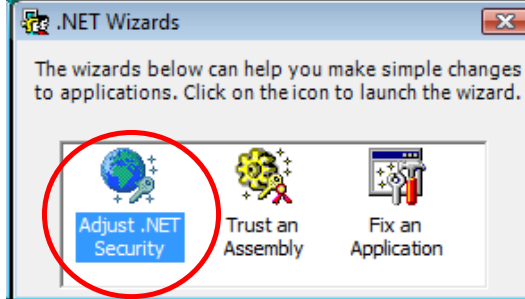 .NET Wizards
The wizards below can help you make simple changes
to applications. Click on the icon to launch the wizard.
Adjust .NET
Security
Trust an
Assembly
Fix an
Application